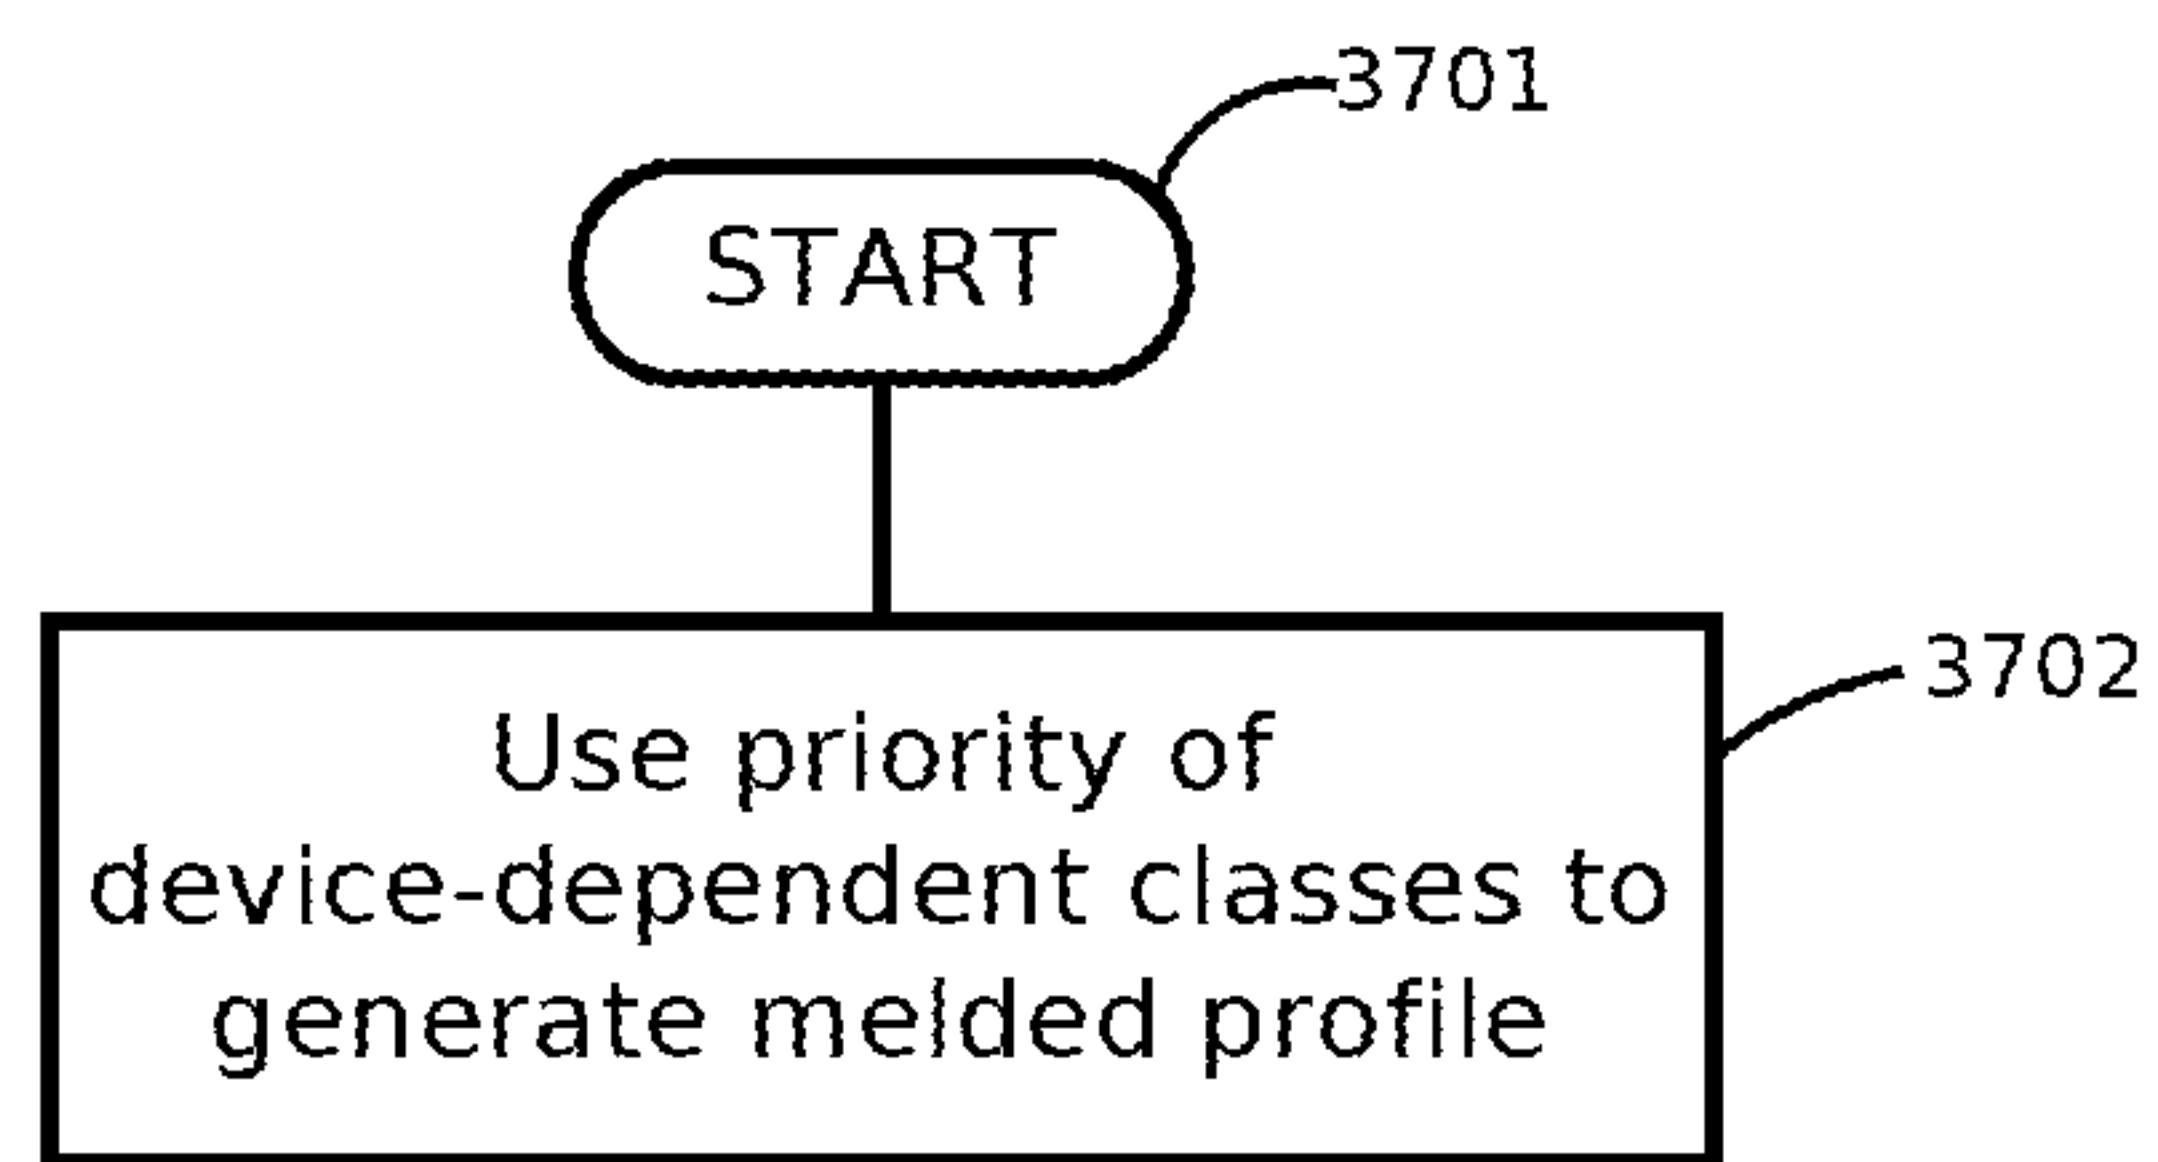 3701
START
3702
Use priority of
device-dependent classes to
generate melded profile